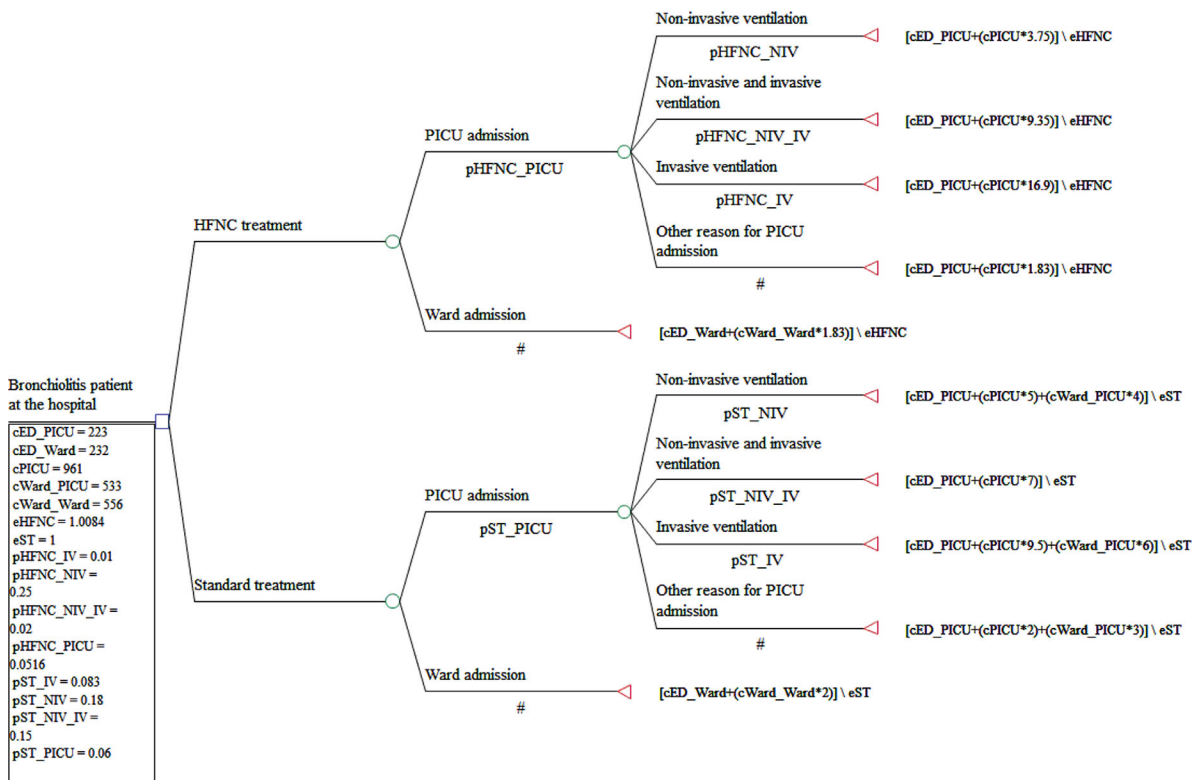 Non-invasive ventilation
pHFNC_NIV
[cED_PICU+(cPICU*3.75)] \ eHFNC
Non-invasive and invasive
ventilation
pHFNC_NIV_IV
[cED_PICU+(cPICU*9.35)] \ eHFNC
PICU admission
pHFNC_PICU
Invasive ventilation
pHFNC_IV
[cED_PICU+(cPICU*16.9)] \ eHFNC
Other reason for PICU
admission
#
[cED_PICU+(cPICU*1.83)] \ eHFNC
HFNC treatment
Ward admission
#
[cED_Ward+(cWard_Ward*1.83)] \ eHFNC
Bronchiolitis patient
at the hospital
cED_PICU = 223
cED_Ward = 232
cPICU = 961
cWard_PICU = 533
cWard_Ward = 556
eHFNC = 1.0084
eST = 1
pHFNC_IV = 0.01
pHFNC_NIV =
0.25
pHFNC_NIV_IV =
0.02
pHFNC_PICU =
0.0516
pST_IV = 0.083
pST_NIV = 0.18
pST_NIV_IV =
0.15
pST_PICU = 0.06
Non-invasive ventilation
pST_NIV
[cED_PICU+(cPICU*5)+(cWard_PICU*4)] \ eST
Non-invasive and invasive
ventilation
pST_NIV_IV
[cED_PICU+(cPICU*7)] \ eST
PICU admission
pST_PICU
Invasive ventilation
pST_IV
[cED_PICU+(cPICU*9.5)+(cWard_PICU*6)] \ eST
Other reason for PICU
admission
#
[cED_PICU+(cPICU*2)+(cWard_PICU*3)] \ eST
Standard treatment
Ward admission
#
[cED_Ward+(cWard_Ward*2)] \ eST